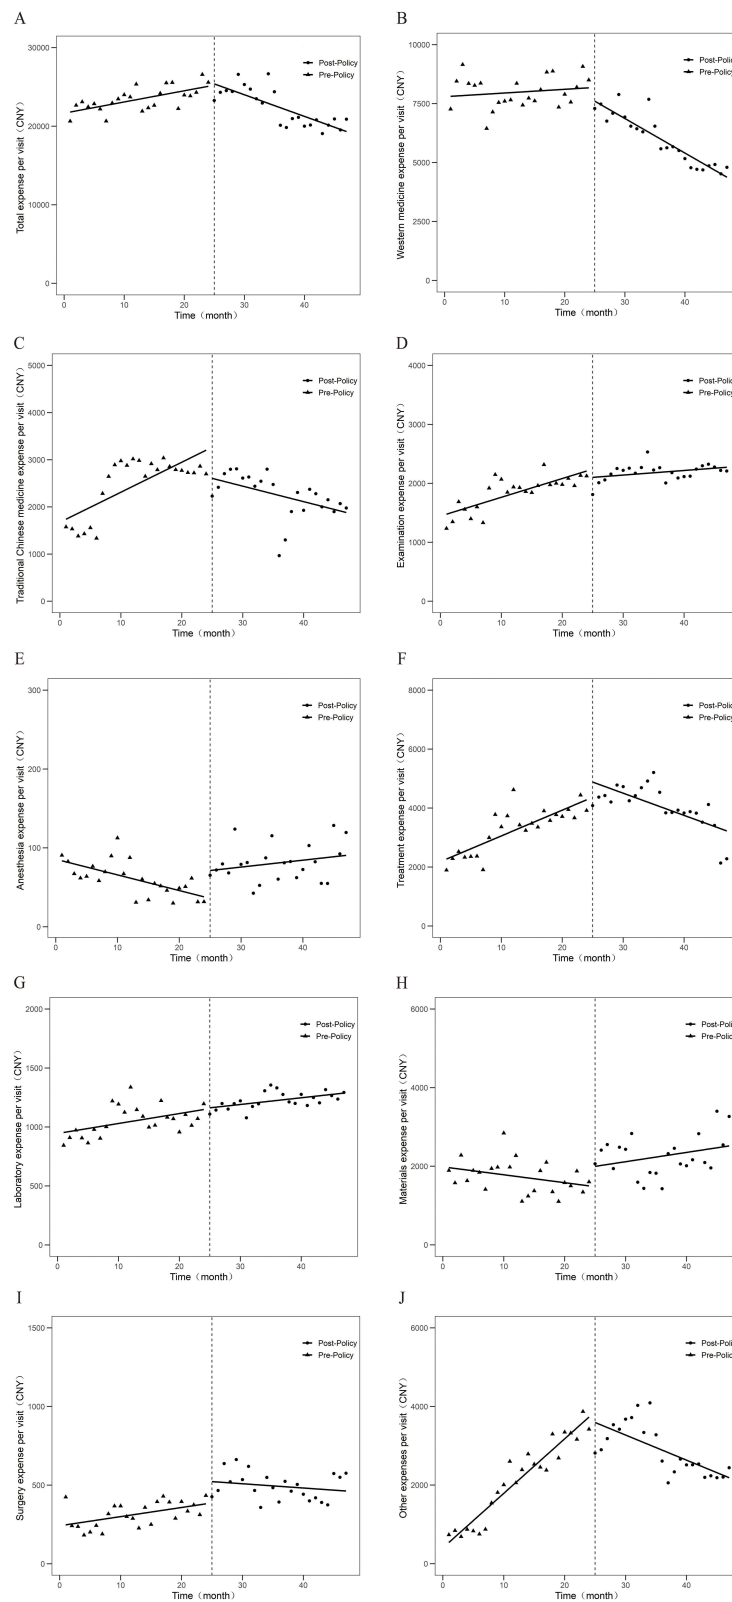 A
Total expense per visit (CNY)
30000
20000
10000
0
Post-Policy
Pre-Policy
0 10 20 30 40
Time（month）
B
Western medicine expense per visit（CNY）
10000
7500
5000
2500
0
Post-Policy
Pre-Policy
0 10 20 30 40
Time（month）
C
Traditional Chinese medicine expense per visit（CNY）
5000
4000
3000
2000
1000
0
Post-Policy
Pre-Policy
0 10 20 30 40
Time（month）
D
Examination expense per visit（CNY）
4000
3000
2000
1000
0
Post-Policy
Pre-Policy
0 10 20 30 40
Time（month）
E
Anesthesia expense per visit（CNY）
300
200
100
0
Post-Policy
Pre-Policy
0 10 20 30 40
Time（month）
F
Treatment expense per visit（CNY）
8000
6000
4000
2000
0
Post-Polic
Pre-Policy
0 10 20 30 40
Time（month）
G
Laboratory expense per visit（CNY）
2000
1500
1000
500
0
Post-Policy
Pre-Policy
0 10 20 30 40
Time（month）
H
Materials expense per visit（CNY）
6000
4000
2000
0
Post-Polic
Pre-Policy
0 10 20 30 40
Time（month）
I
Surgery expense per visit（CNY）
1500
1000
500
0
Post-Policy
Pre-Policy
0 10 20 30 40
Time（month）
J
Other expenses per visit（CNY）
6000
4000
2000
0
Post-Polic
Pre-Policy
0 10 20 30 40
Time（month）